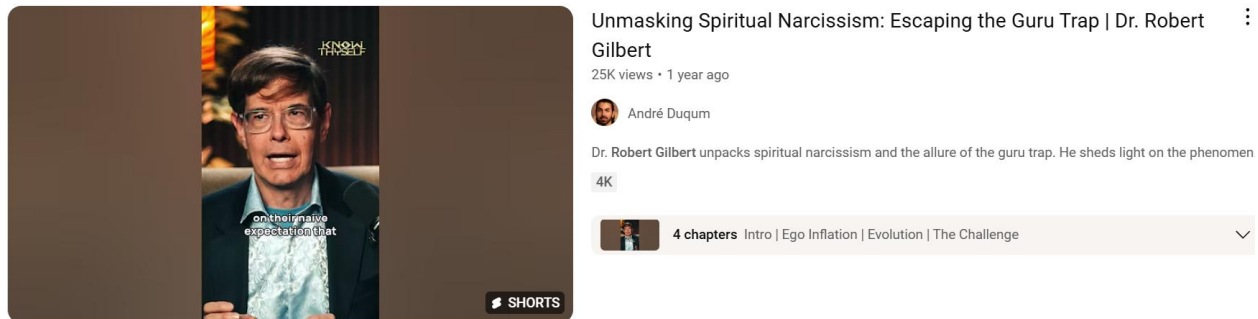 KNOW
THYSELF
on their naive
expectation that
SHORTS
Unmasking Spiritual Narcissism: Escaping the Guru Trap | Dr. Robert
Gilbert
25K views • 1 year ago
André Duqum
Dr. Robert Gilbert unpacks spiritual narcissism and the allure of the guru trap. He sheds light on the phenomen
4K
4 chapters Intro | Ego Inflation | Evolution | The Challenge